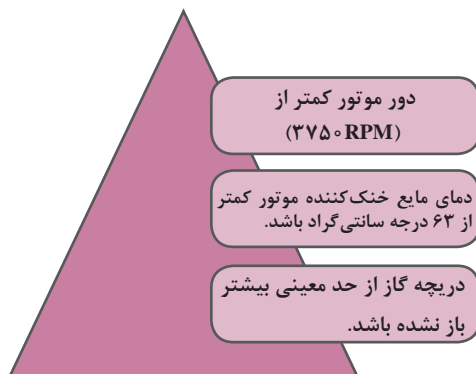 دور موتور کمتر از
(۳۷۵۰RPM)
دمای مایع خنک‌کننده موتور کمتر
از ۶۳ درجه سانتی‌گراد باشد.
دریچه گاز از حد معینی بیشتر
باز نشده باشد.